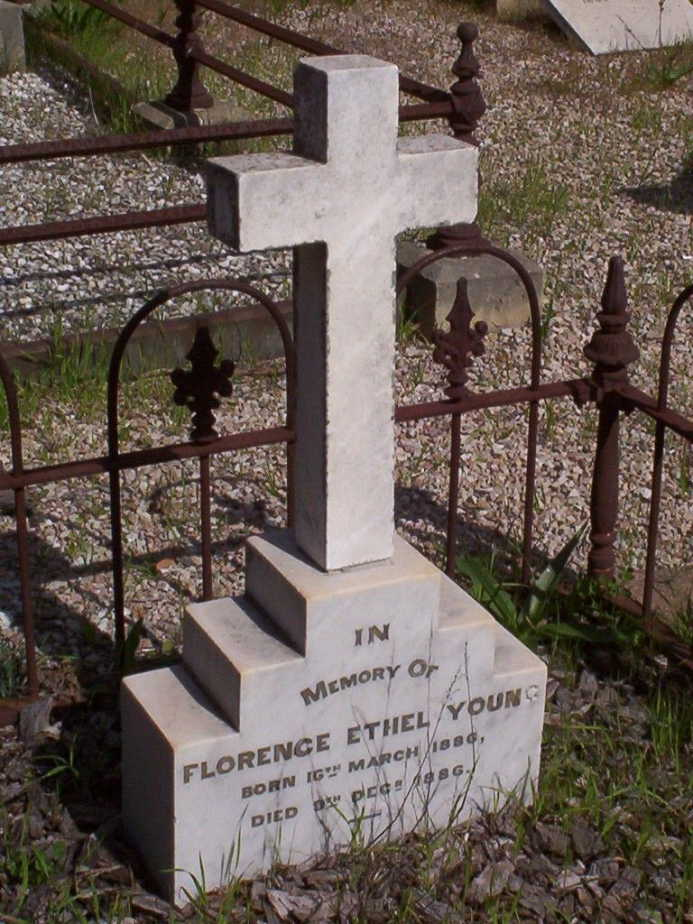 IN
MEMORY OF
FLORENCE ETHEL YOUNG
BORN 16TH MARCH 1886,
DIED 9TH DECR 1886.